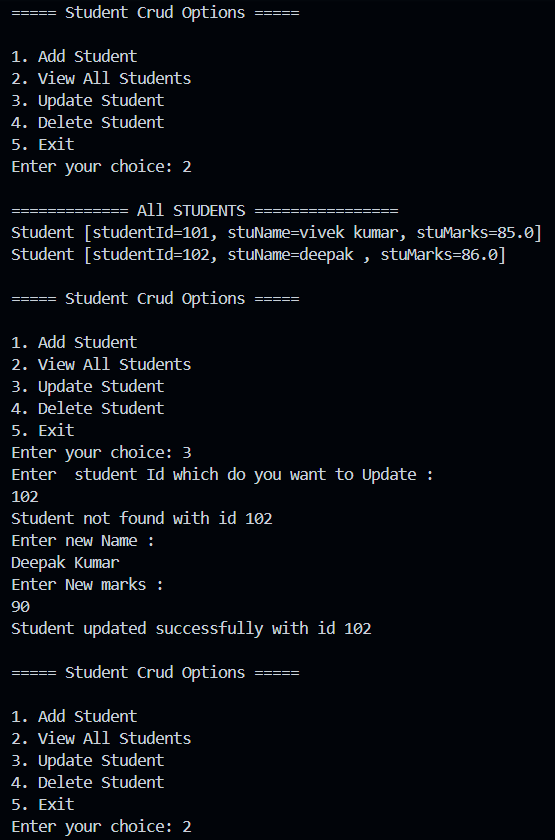 ===== Student Crud Options =====
1. Add Student
2. View All Students
3. Update Student
4. Delete Student
5. Exit
Enter your choice: 2
============= All STUDENTS ================
Student [studentId=101, stuName=vivek kumar, stuMarks=85.0]
Student [studentId=102, stuName=deepak , stuMarks=86.0]
===== Student Crud Options =====
1. Add Student
2. View All Students
3. Update Student
4. Delete Student
5. Exit
Enter your choice: 3
Enter  student Id which do you want to Update :
102
Student not found with id 102
Enter new Name :
Deepak Kumar
Enter New marks :
90
Student updated successfully with id 102
===== Student Crud Options =====
1. Add Student
2. View All Students
3. Update Student
4. Delete Student
5. Exit
Enter your choice: 2